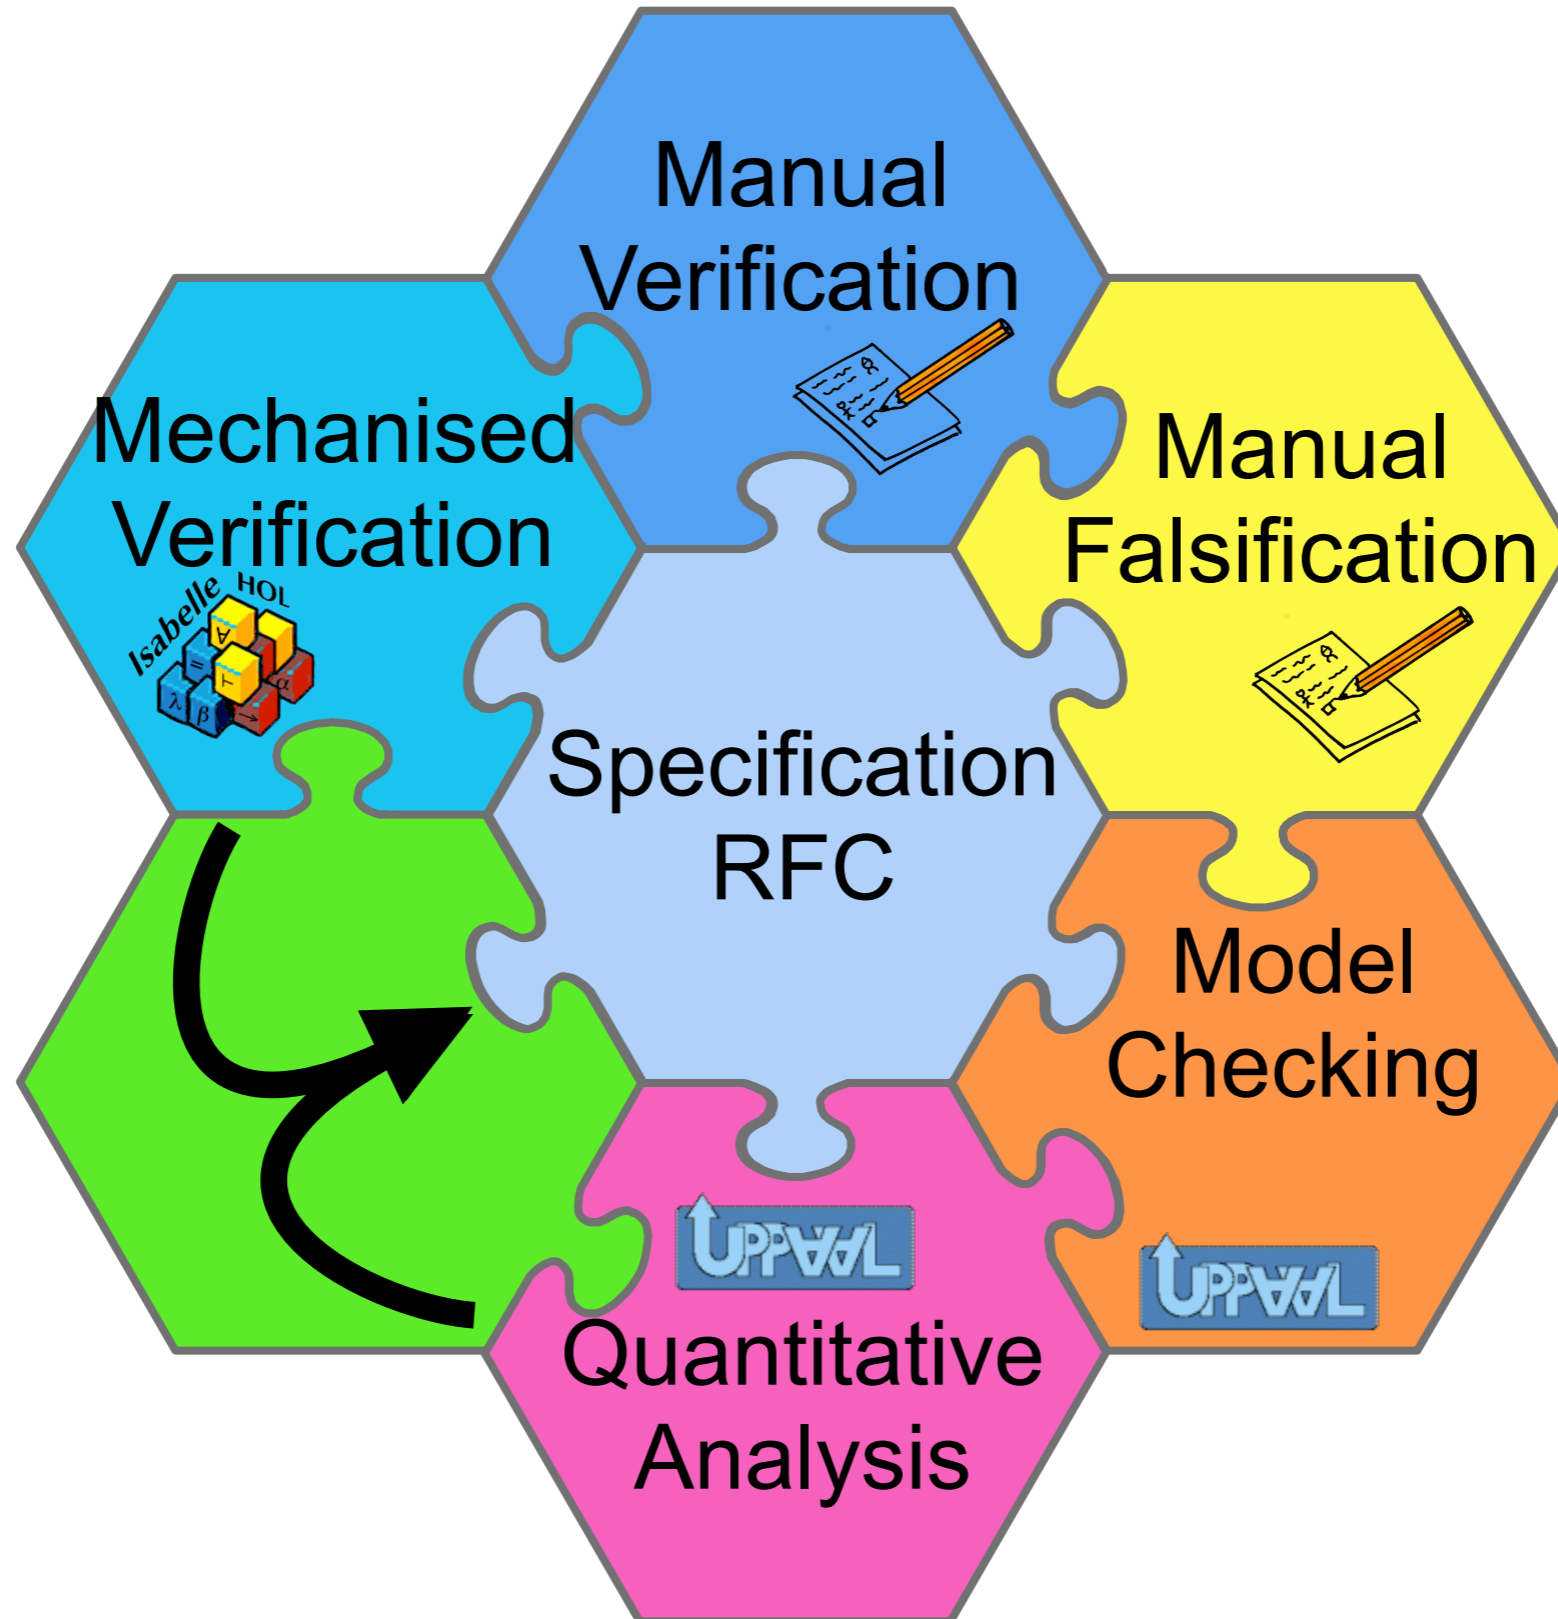 Manual
Verification
Mechanised
Verification
Isabelle
HOL
∀
=
λ
β
→
α
Manual
Falsification
Specification
RFC
Model
Checking
UPPAAL
UPPAAL
Quantitative
Analysis